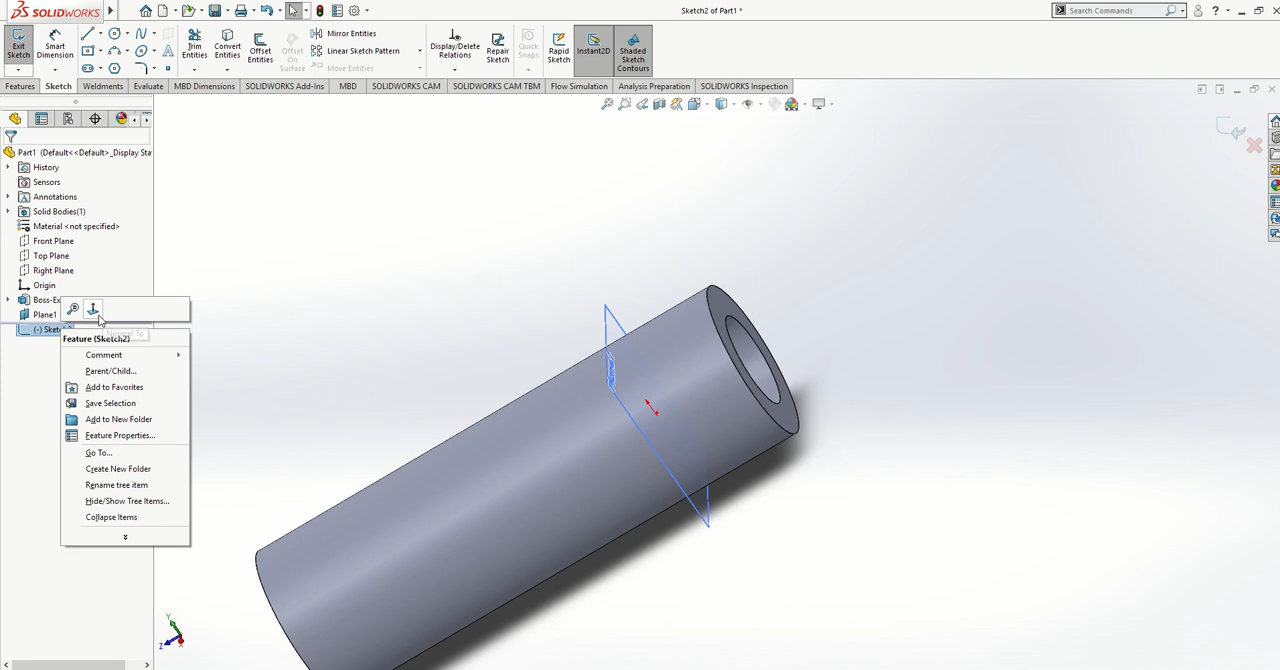 SOLIDWORKS
Sketch2 of Part1 *
Search Commands
?
Exit Sketch
Smart Dimension
Trim Entities
Convert Entities
Offset Entities
Offset On Surface
Mirror Entities
Linear Sketch Pattern
Move Entities
Display/Delete Relations
Repair Sketch
Quick Snaps
Rapid Sketch
Instant2D
Shaded Sketch Contours
Features
Sketch
Weldments
Evaluate
MBD Dimensions
SOLIDWORKS Add-Ins
MBD
SOLIDWORKS CAM
SOLIDWORKS CAM TBM
Flow Simulation
Analysis Preparation
SOLIDWORKS Inspection
Part1 (Default<<Default>_Display Sta
History
Sensors
Annotations
Solid Bodies(1)
Material <not specified>
Front Plane
Top Plane
Right Plane
Origin
Boss-Ex
Plane1
(-) Sketch2
Normal To
Feature (Sketch2)
Comment
Parent/Child...
Add to Favorites
Save Selection
Add to New Folder
Feature Properties...
Go To...
Create New Folder
Rename tree item
Hide/Show Tree Items...
Collapse Items
Y
Z
X